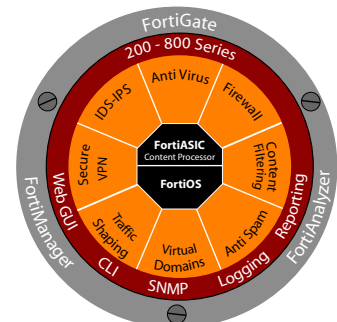 FortiGate
200 - 800 Series
Anti Virus
Firewall
Content
Filtering
Anti Spam
Virtual
Domains
Traffic
Shaping
Secure
VPN
IDS-IPS
FortiASIC
Content Processor
FortiOS
Web GUI
CLI
SNMP
Logging
Reporting
FortiManager
FortiAnalyzer